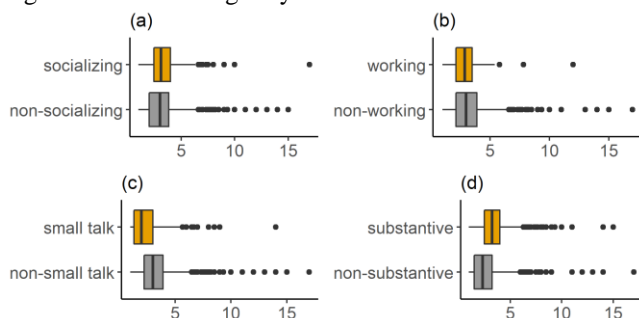 (a)
socializing
non-socializing
5 10 15
(b)
working
non-working
5 10 15
(c)
small talk
non-small talk
5 10 15
(d)
substantive
non-substantive
5 10 15